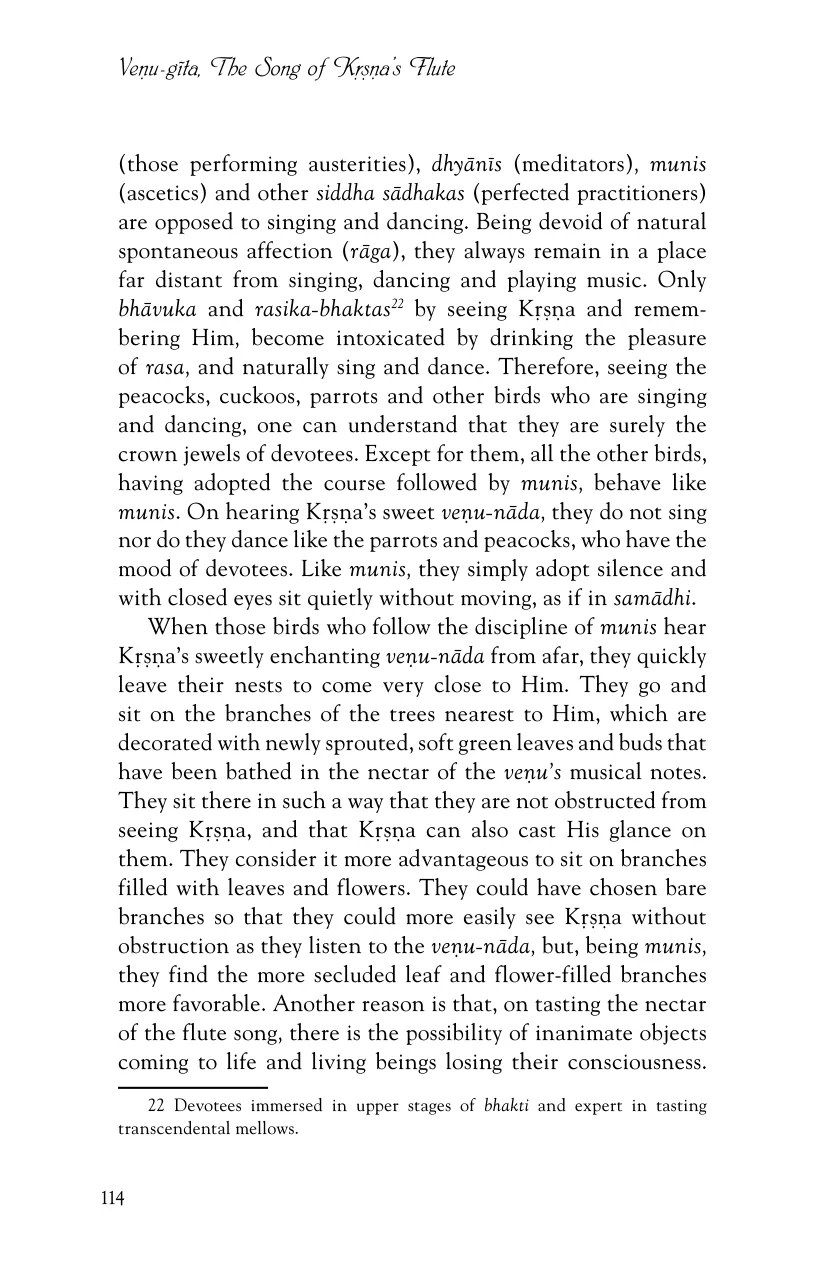 Veṇu-gīta, The Song of Kṛṣṇa's Flute
(those performing austerities), dhyānīs (meditators), munis
(ascetics) and other siddha sādhakas (perfected practitioners)
are opposed to singing and dancing. Being devoid of natural
spontaneous affection (rāga), they always remain in a place
far distant from singing, dancing and playing music. Only
bhāvuka and rasika-bhaktas22 by seeing Kṛṣṇa and remem-
bering Him, become intoxicated by drinking the pleasure
of rasa, and naturally sing and dance. Therefore, seeing the
peacocks, cuckoos, parrots and other birds who are singing
and dancing, one can understand that they are surely the
crown jewels of devotees. Except for them, all the other birds,
having adopted the course followed by munis, behave like
munis. On hearing Kṛṣṇa's sweet veṇu-nāda, they do not sing
nor do they dance like the parrots and peacocks, who have the
mood of devotees. Like munis, they simply adopt silence and
with closed eyes sit quietly without moving, as if in samādhi.
When those birds who follow the discipline of munis hear
Kṛṣṇa's sweetly enchanting veṇu-nāda from afar, they quickly
leave their nests to come very close to Him. They go and
sit on the branches of the trees nearest to Him, which are
decorated with newly sprouted, soft green leaves and buds that
have been bathed in the nectar of the veṇu's musical notes.
They sit there in such a way that they are not obstructed from
seeing Kṛṣṇa, and that Kṛṣṇa can also cast His glance on
them. They consider it more advantageous to sit on branches
filled with leaves and flowers. They could have chosen bare
branches so that they could more easily see Kṛṣṇa without
obstruction as they listen to the veṇu-nāda, but, being munis,
they find the more secluded leaf and flower-filled branches
more favorable. Another reason is that, on tasting the nectar
of the flute song, there is the possibility of inanimate objects
coming to life and living beings losing their consciousness.
22 Devotees immersed in upper stages of bhakti and expert in tasting
transcendental mellows.
114